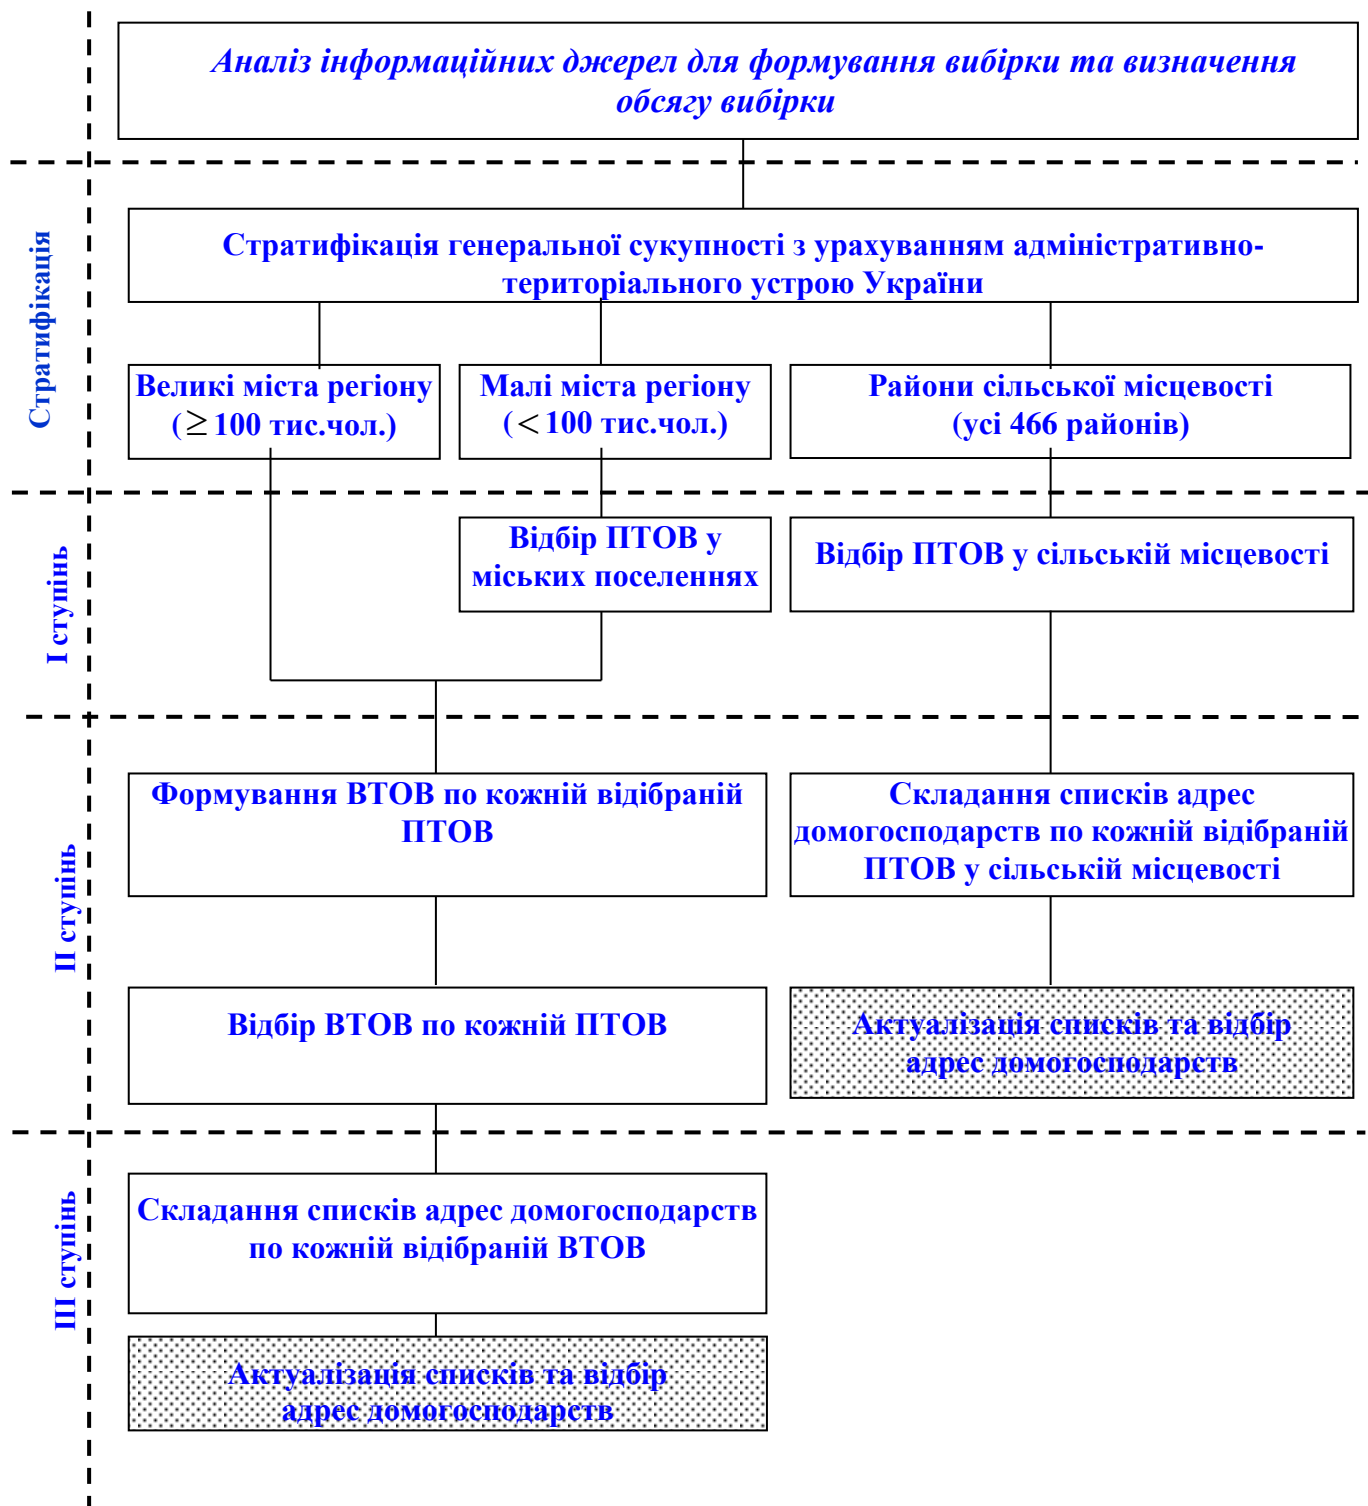 Аналіз інформаційних джерел для формування вибірки та визначення
обсягу вибірки
Стратифікація
Стратифікація генеральної сукупності з урахуванням адміністративно-
територіального устрою України
Великі міста регіону
(≥100 тис.чол.)
Малі міста регіону
(<100 тис.чол.)
Райони сільської місцевості
(усі 466 районів)
І ступінь
Відбір ПТОВ у
міських поселеннях
Відбір ПТОВ у сільській місцевості
ІІ ступінь
Формування ВТОВ по кожній відібраній
ПТОВ
Складання списків адрес
домогосподарств по кожній відібраній
ПТОВ у сільській місцевості
Відбір ВТОВ по кожній ПТОВ
Актуалізація списків та відбір
адрес домогосподарств
ІІІ ступінь
Складання списків адрес домогосподарств
по кожній відібраній ВТОВ
Актуалізація списків та відбір
адрес домогосподарств